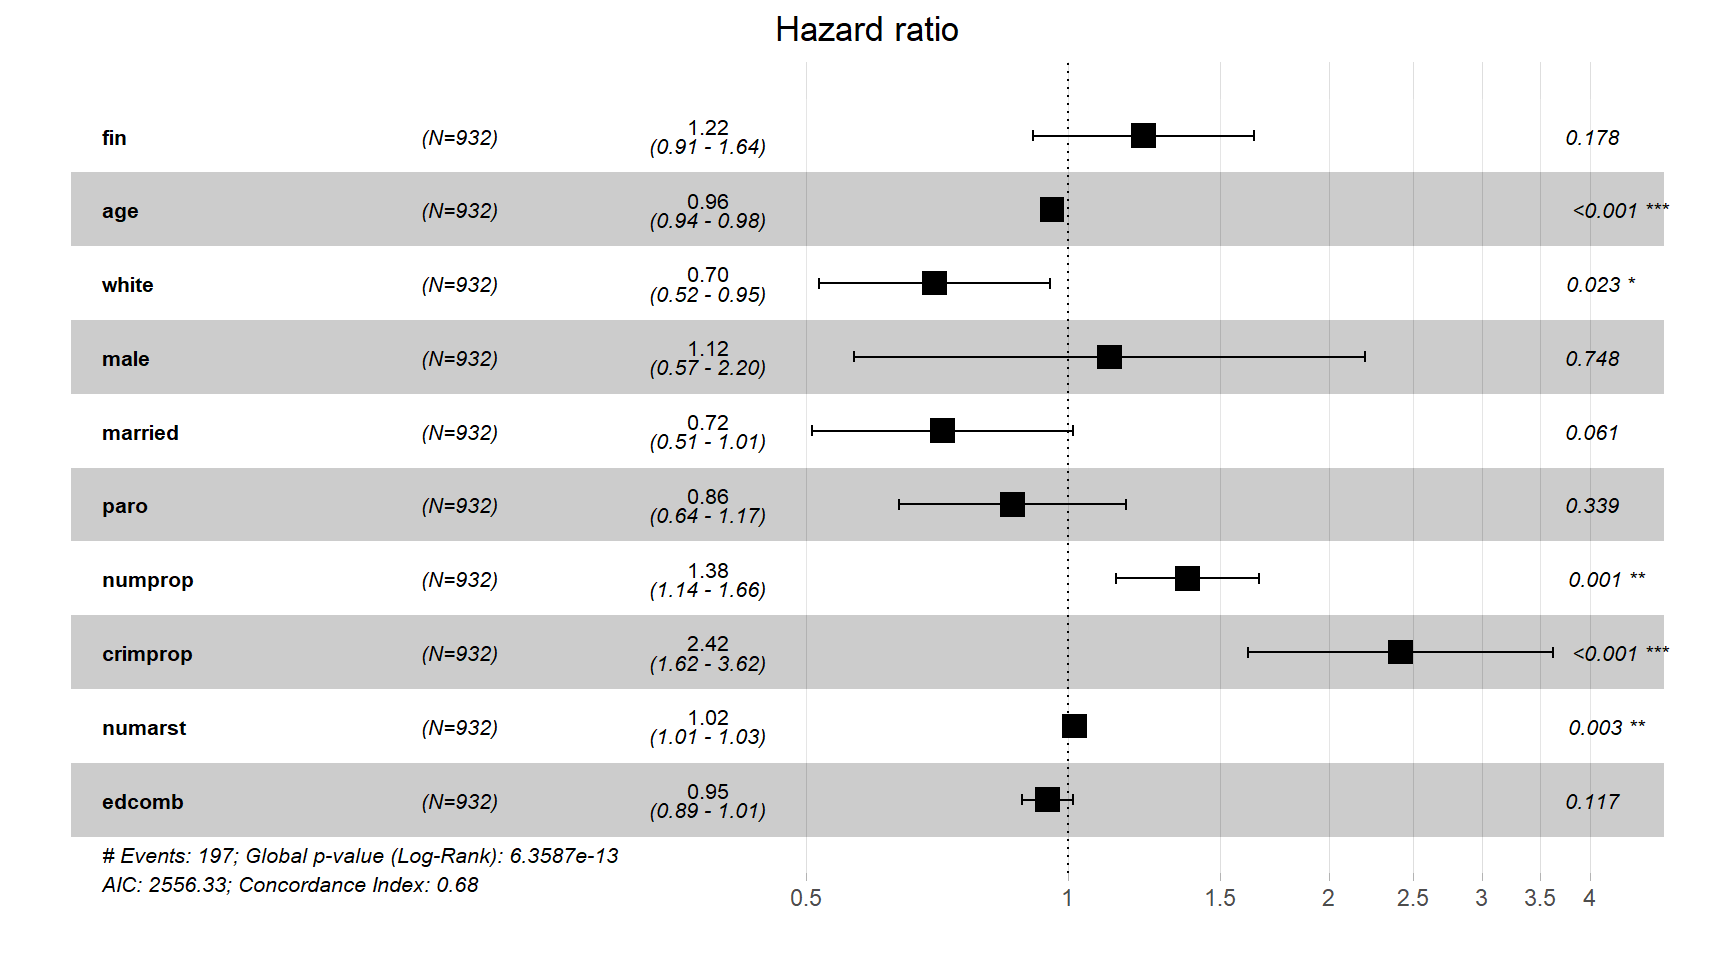 Hazard ratio
fin (N=932) 1.22 (0.91 - 1.64) 0.178
age (N=932) 0.96 (0.94 - 0.98) <0.001 ***
white (N=932) 0.70 (0.52 - 0.95) 0.023 *
male (N=932) 1.12 (0.57 - 2.20) 0.748
married (N=932) 0.72 (0.51 - 1.01) 0.061
paro (N=932) 0.86 (0.64 - 1.17) 0.339
numprop (N=932) 1.38 (1.14 - 1.66) 0.001 **
crimprop (N=932) 2.42 (1.62 - 3.62) <0.001 ***
numarst (N=932) 1.02 (1.01 - 1.03) 0.003 **
edcomb (N=932) 0.95 (0.89 - 1.01) 0.117
# Events: 197; Global p-value (Log-Rank): 6.3587e-13
AIC: 2556.33; Concordance Index: 0.68
0.5 1 1.5 2 2.5 3 3.5 4